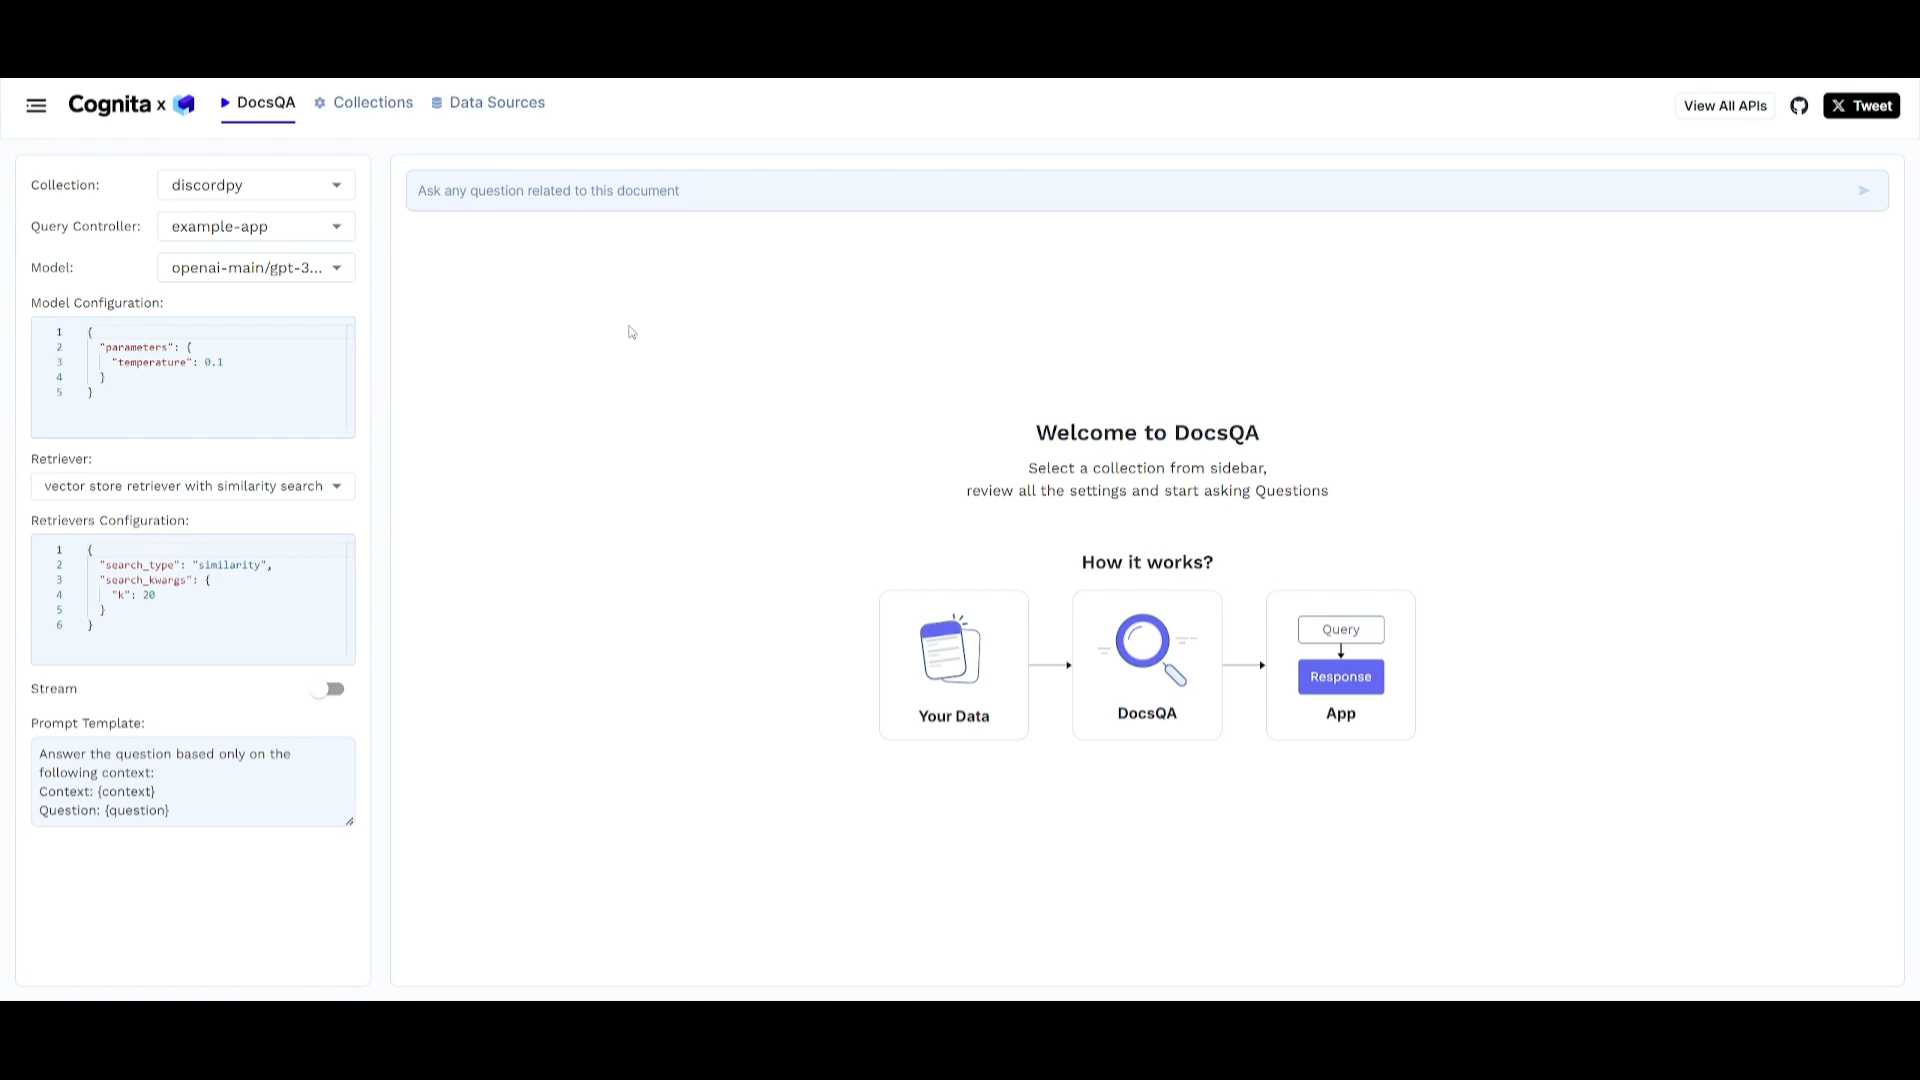 Cognita x
DocsQA
Collections
Data Sources
View All APIs
Tweet
Collection:
discordpy
Query Controller:
example-app
Model:
openai-main/gpt-3...
Model Configuration:
1 {
2 "parameters": {
3 "temperature": 0.1
4 }
5 }
Retriever:
vector store retriever with similarity search
Retrievers Configuration:
1 {
2 "search_type": "similarity",
3 "search_kwargs": {
4 "k": 20
5 }
6 }
Stream
Prompt Template:
Answer the question based only on the
following context:
Context: {context}
Question: {question}
Ask any question related to this document
Welcome to DocsQA
Select a collection from sidebar,
review all the settings and start asking Questions
How it works?
Your Data
DocsQA
Query
Response
App